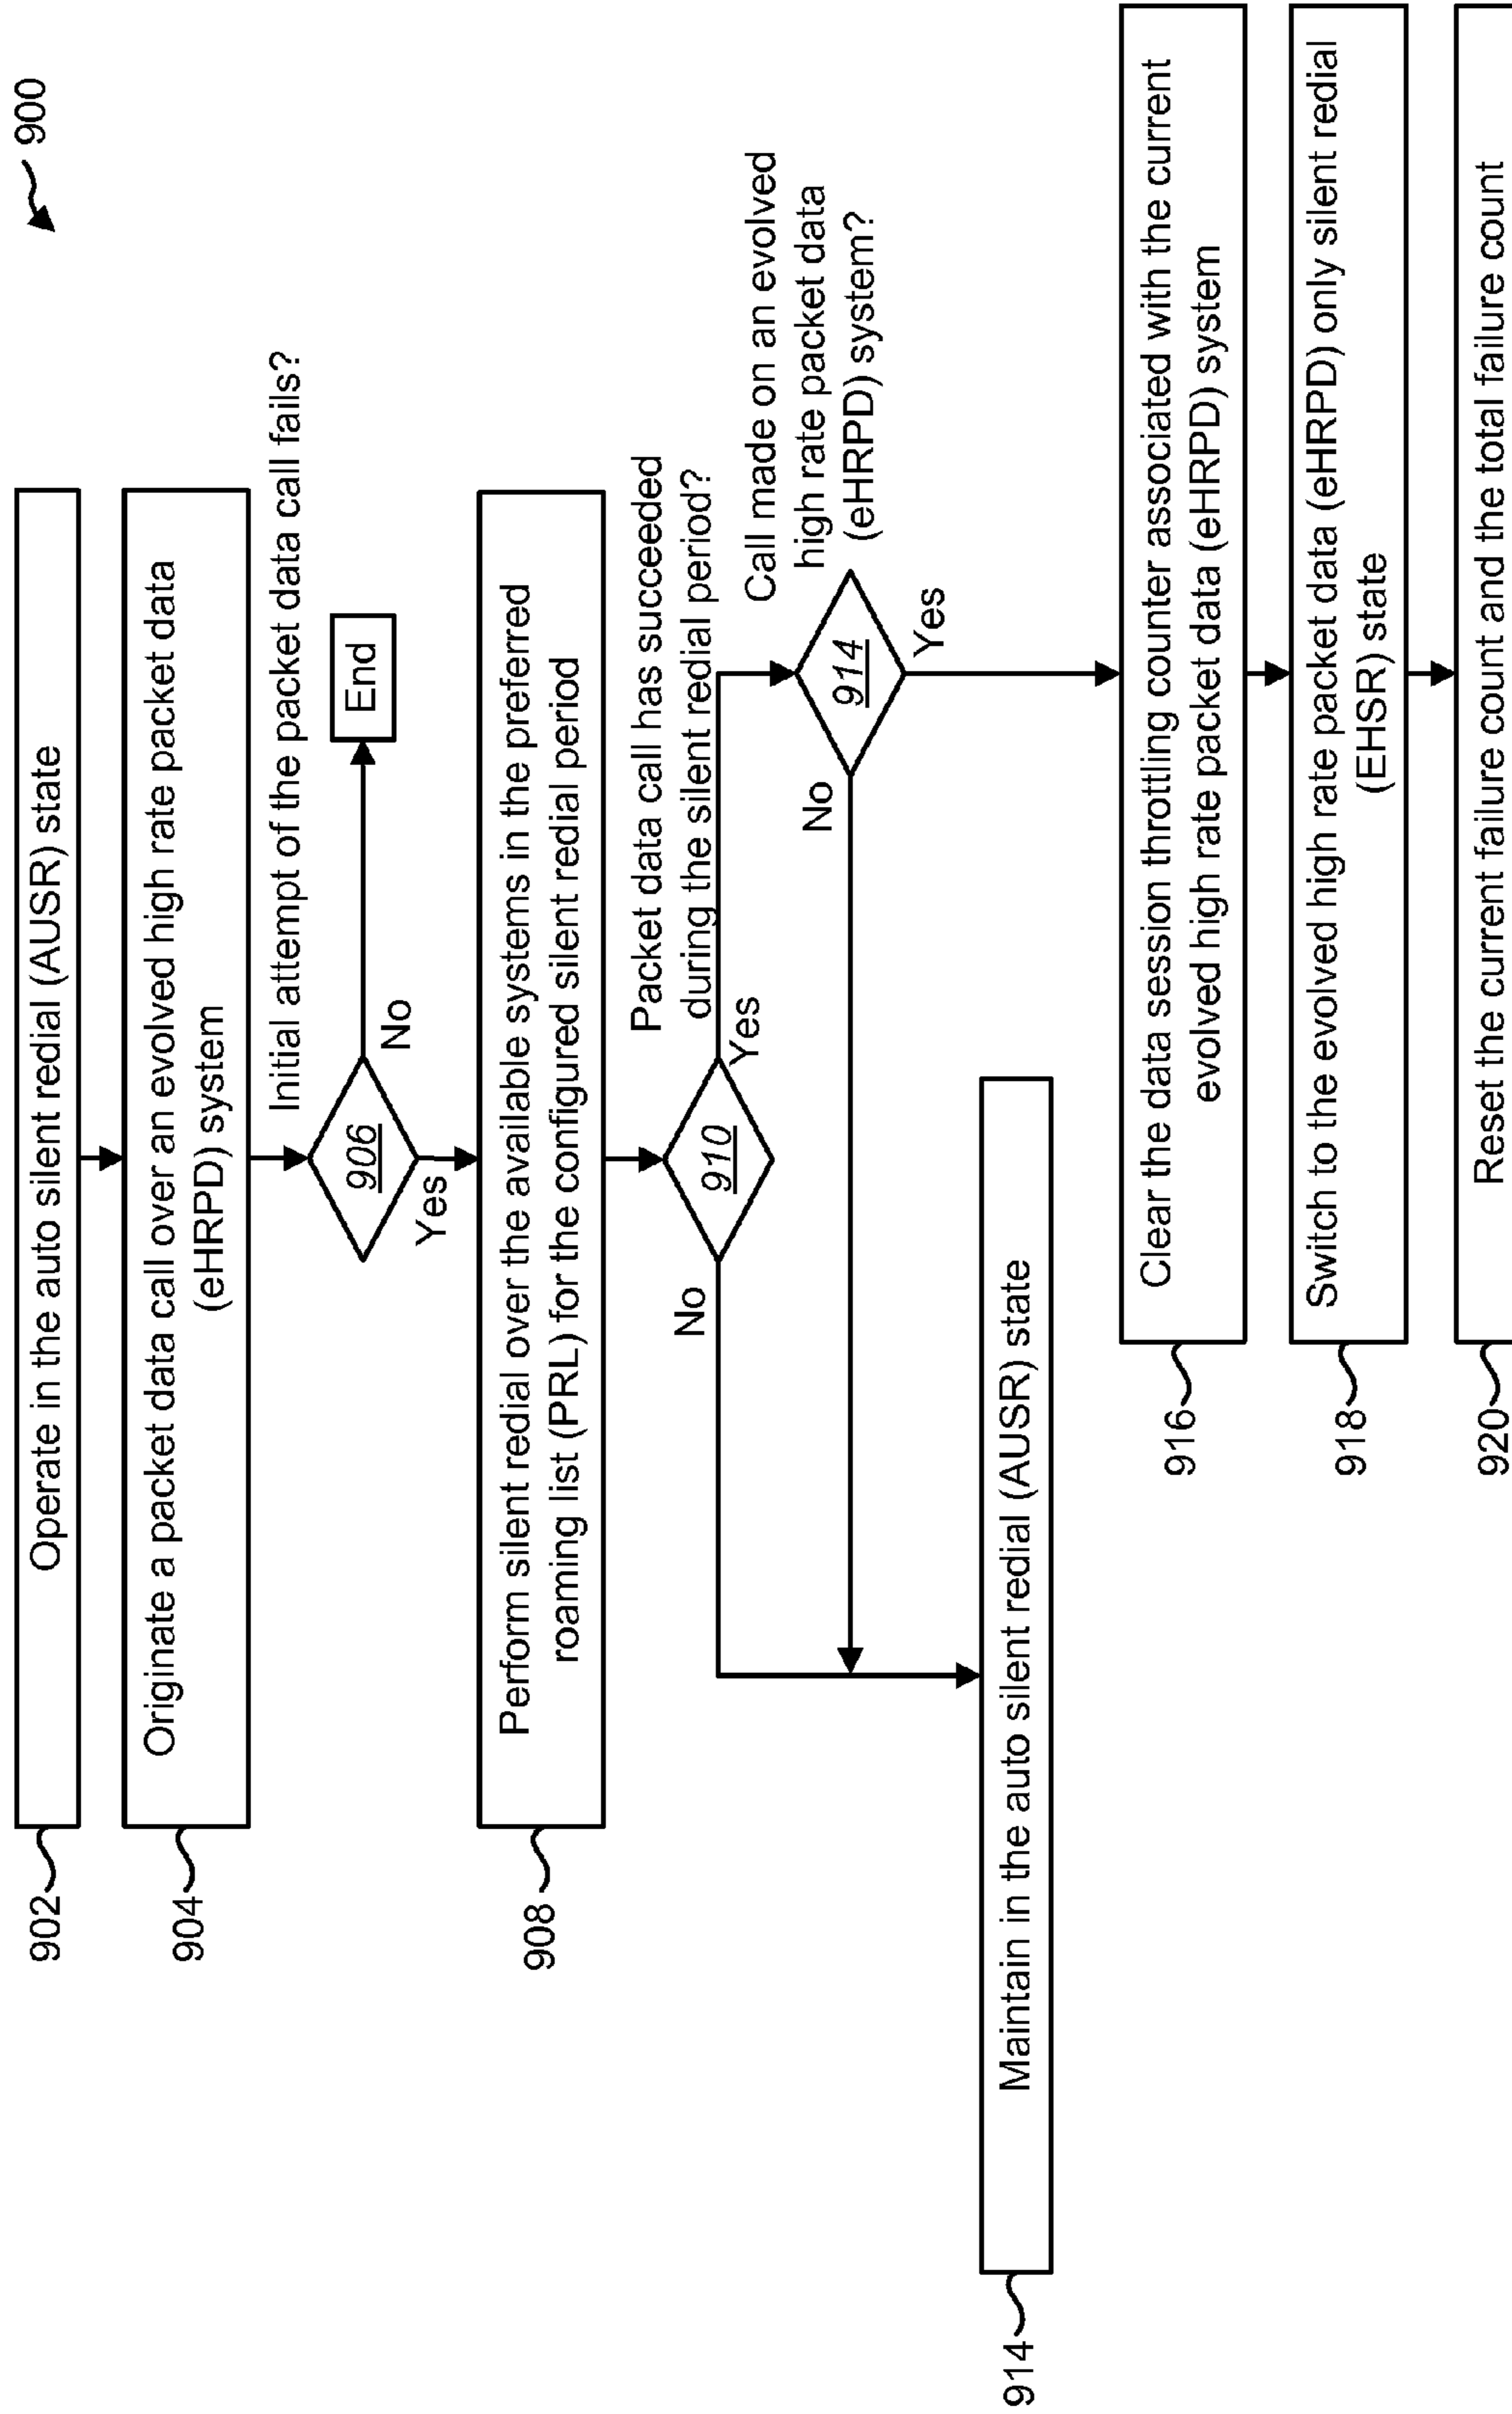 900
902
Operate in the auto silent redial (AUSR) state
904
Originate a packet data call over an evolved high rate packet data
(eHRPD) system
Initial attempt of the packet data call fails?
906
No
End
Yes
908
Perform silent redial over the available systems in the preferred
roaming list (PRL) for the configured silent redial period
Packet data call has succeeded
during the silent redial period?
No
910
Yes
Call made on an evolved
high rate packet data
(eHRPD) system?
No
914
Yes
914
Maintain in the auto silent redial (AUSR) state
916
Clear the data session throttling counter associated with the current
evolved high rate packet data (eHRPD) system
918
Switch to the evolved high rate packet data (eHRPD) only silent redial
(EHSR) state
920
Reset the current failure count and the total failure count